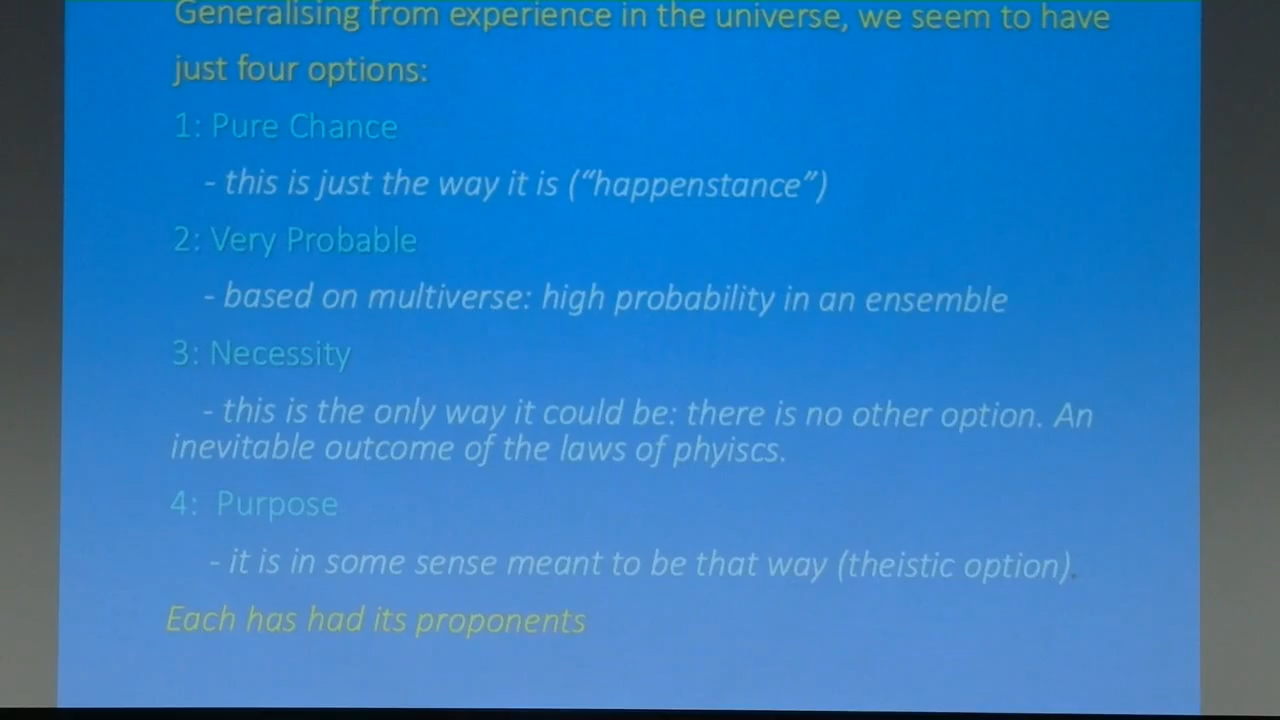 Generalising from experience in the universe, we seem to have
just four options:
1: Pure Chance
- this is just the way it is (“happenstance”)
2: Very Probable
- based on multiverse: high probability in an ensemble
3: Necessity
- this is the only way it could be: there is no other option. An
inevitable outcome of the laws of phyiscs.
4: Purpose
- it is in some sense meant to be that way (theistic option).
Each has had its proponents